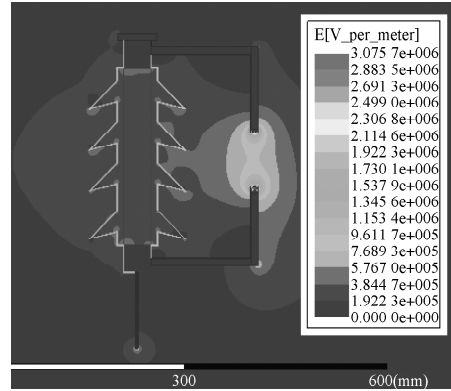 E[V_per_meter]
3.075 7e+006
2.883 5e+006
2.691 3e+006
2.499 0e+006
2.306 8e+006
2.114 6e+006
1.922 3e+006
1.730 1e+006
1.537 9e+006
1.345 6e+006
1.153 4e+006
9.611 7e+005
7.689 3e+005
5.767 0e+005
3.844 7e+005
1.922 3e+005
0.000 0e+000
300
600(mm)